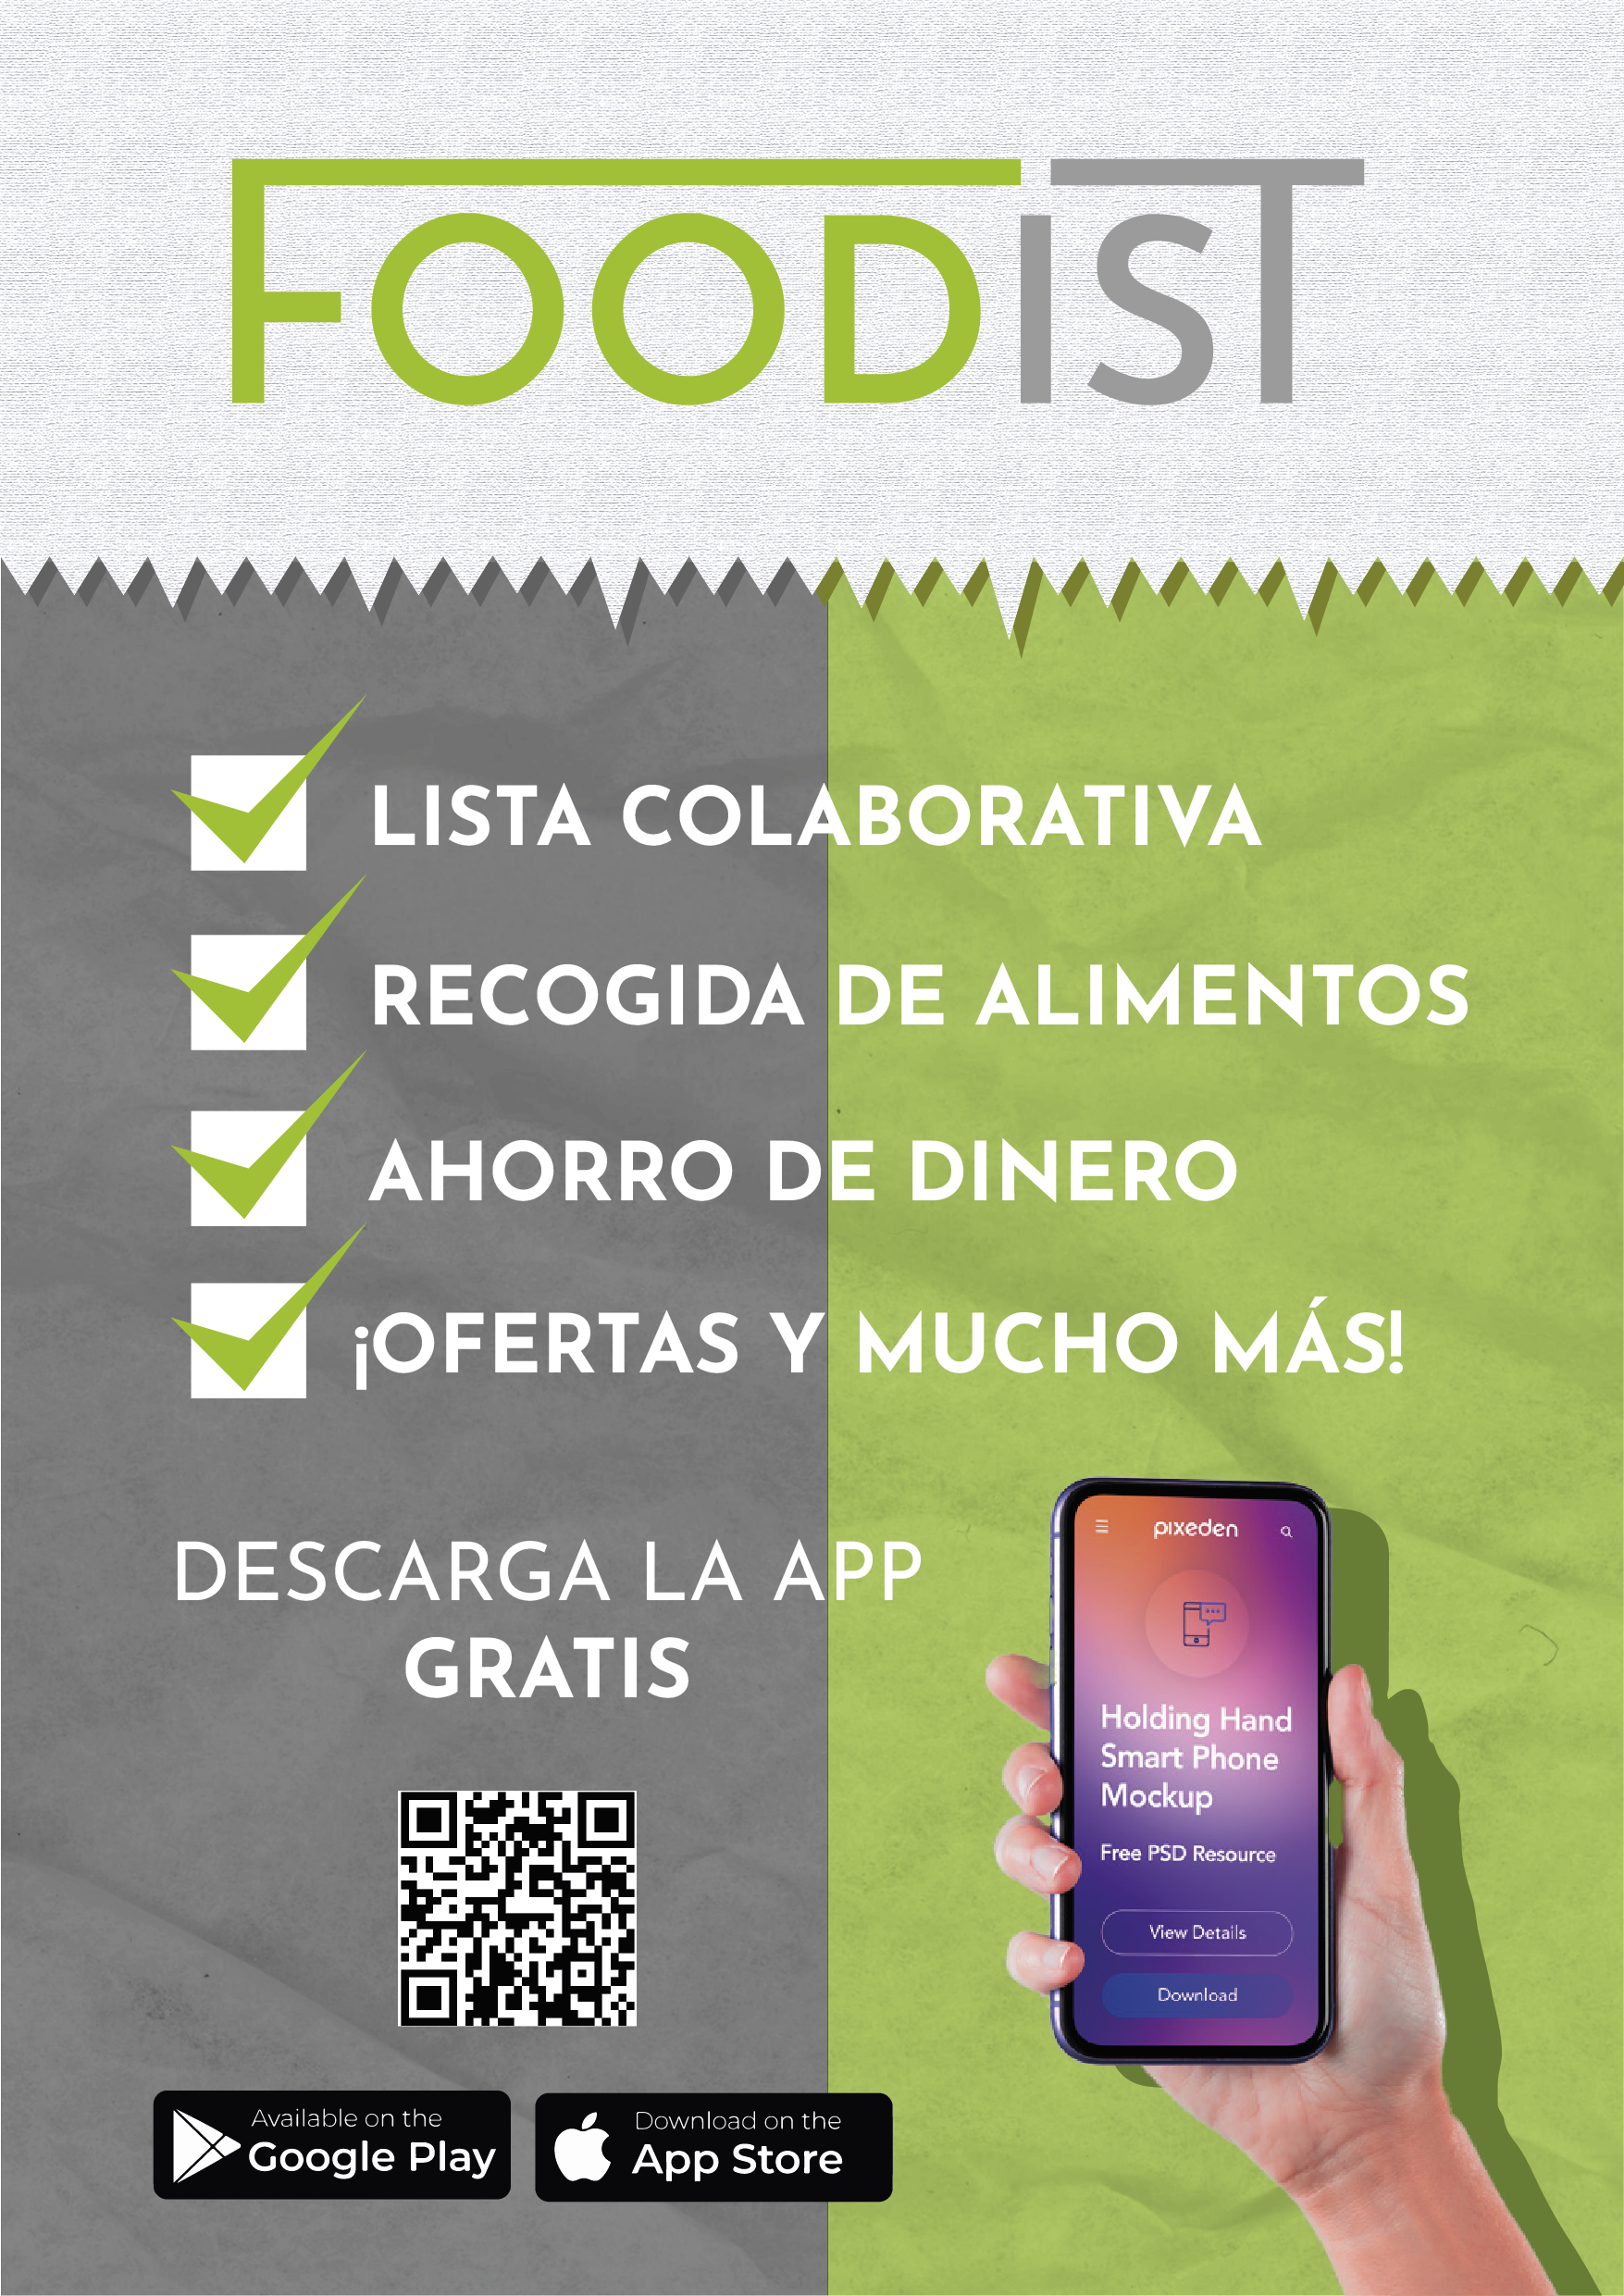 FOODIST
LISTA COLABORATIVA
RECOGIDA DE ALIMENTOS
AHORRO DE DINERO
¡OFERTAS Y MUCHO MÁS!
DESCARGA LA APP
GRATIS
pixeden
Holding Hand
Smart Phone
Mockup
Free PSD Resource
View Details
Download
Available on the
Google Play
Download on the
App Store